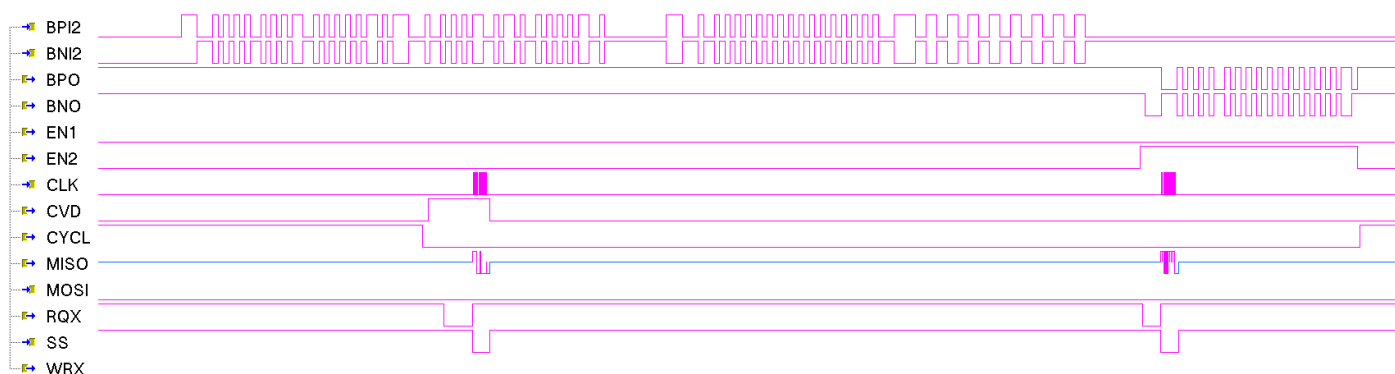 BPI2
BNI2
BPO
BNO
EN1
EN2
CLK
CVD
CYCL
MISO
MOSI
RQX
SS
WRX